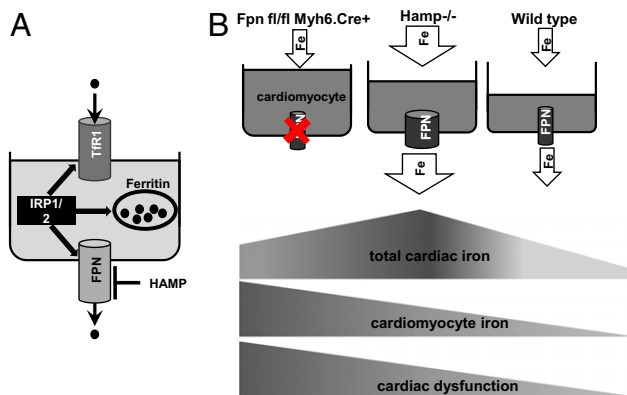 A
TfR1
Ferritin
IRP1/
2
FPN
HAMP
B
Fpn fl/fl Myh6.Cre+
Hamp-/-
Wild type
Fe
Fe
Fe
cardiomyocyte
FPN
FPN
FPN
Fe
Fe
total cardiac iron
cardiomyocyte iron
cardiac dysfunction